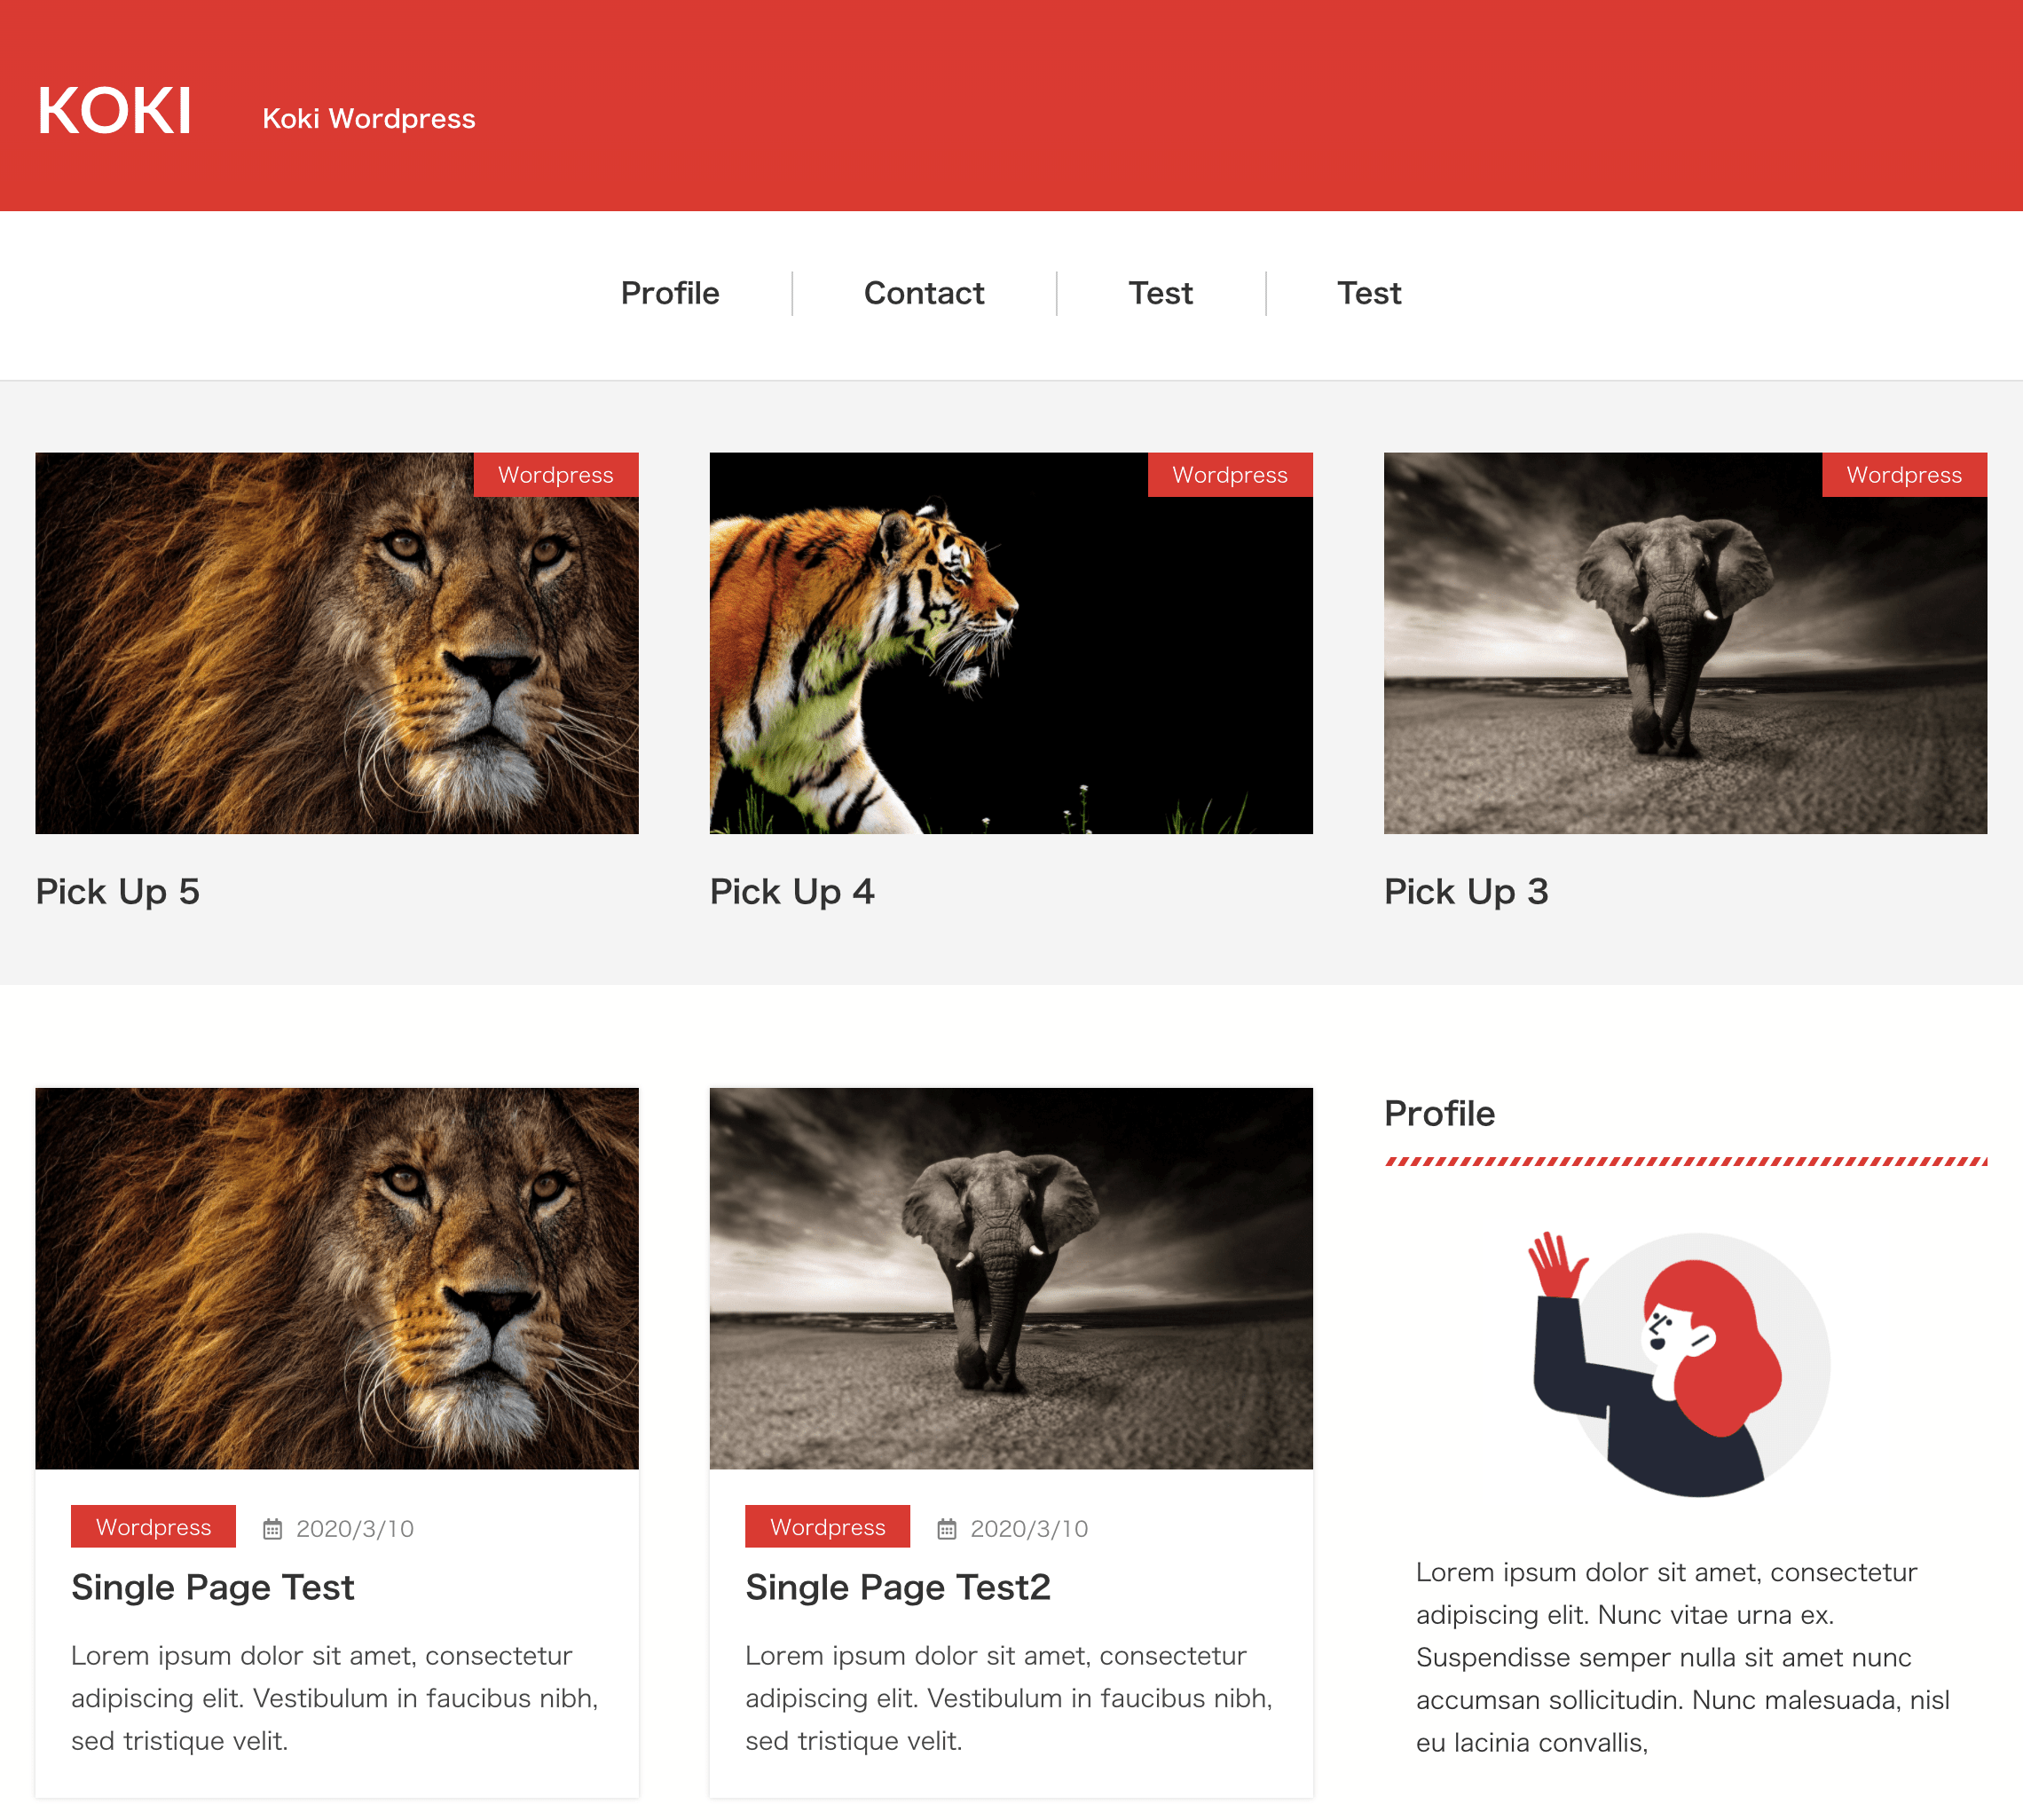 KOKI
Koki Wordpress
Profile
Contact
Test
Test
Wordpress
Wordpress
Wordpress
Pick Up 5
Pick Up 4
Pick Up 3
Wordpress
2020/3/10
Single Page Test
Lorem ipsum dolor sit amet, consectetur
adipiscing elit. Vestibulum in faucibus nibh,
sed tristique velit.
Wordpress
2020/3/10
Single Page Test2
Lorem ipsum dolor sit amet, consectetur
adipiscing elit. Vestibulum in faucibus nibh,
sed tristique velit.
Profile
Lorem ipsum dolor sit amet, consectetur
adipiscing elit. Nunc vitae urna ex.
Suspendisse semper nulla sit amet nunc
accumsan sollicitudin. Nunc malesuada, nisl
eu lacinia convallis,